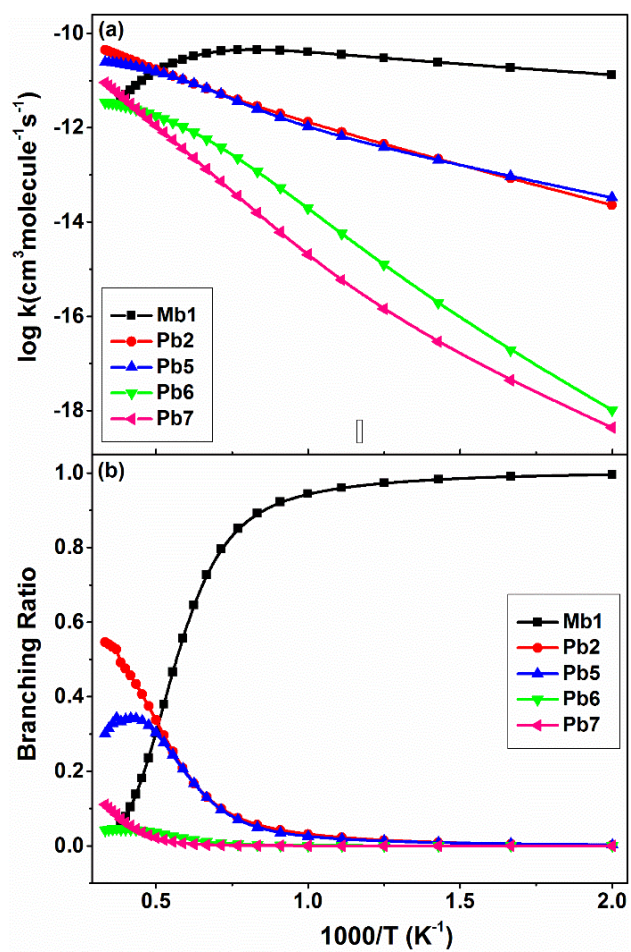 (a)
-10
-12
-14
-16
-18
log k(cm³molecule⁻¹s⁻¹)
Mb1
Pb2
Pb5
Pb6
Pb7
(b)
1.0
0.8
0.6
0.4
0.2
0.0
Branching Ratio
Mb1
Pb2
Pb5
Pb6
Pb7
0.5 1.0 1.5 2.0
1000/T (K⁻¹)